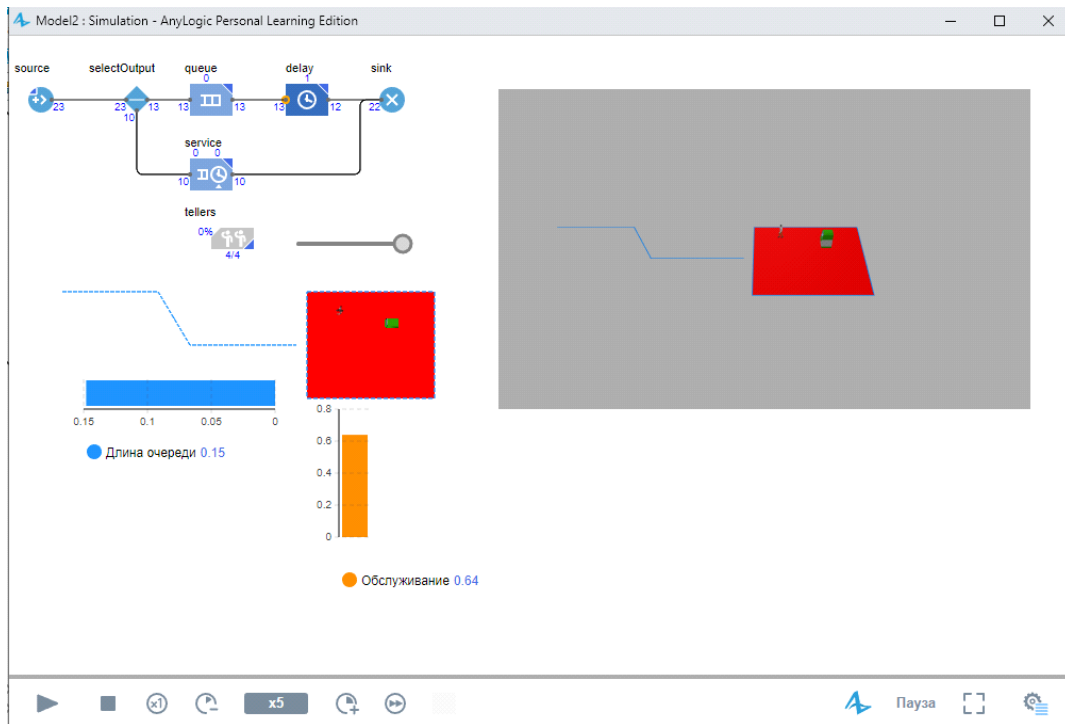 Model2 : Simulation - AnyLogic Personal Learning Edition
source selectOutput queue delay sink
0 1
23 23 13 13 13 13 12 22
10
service
0 0
10 10
tellers
0%
4/4
0.15 0.1 0.05 0
Длина очереди 0.15
0.8
0.6
0.4
0.2
0
Обслуживание 0.64
x1 x5 Пауза